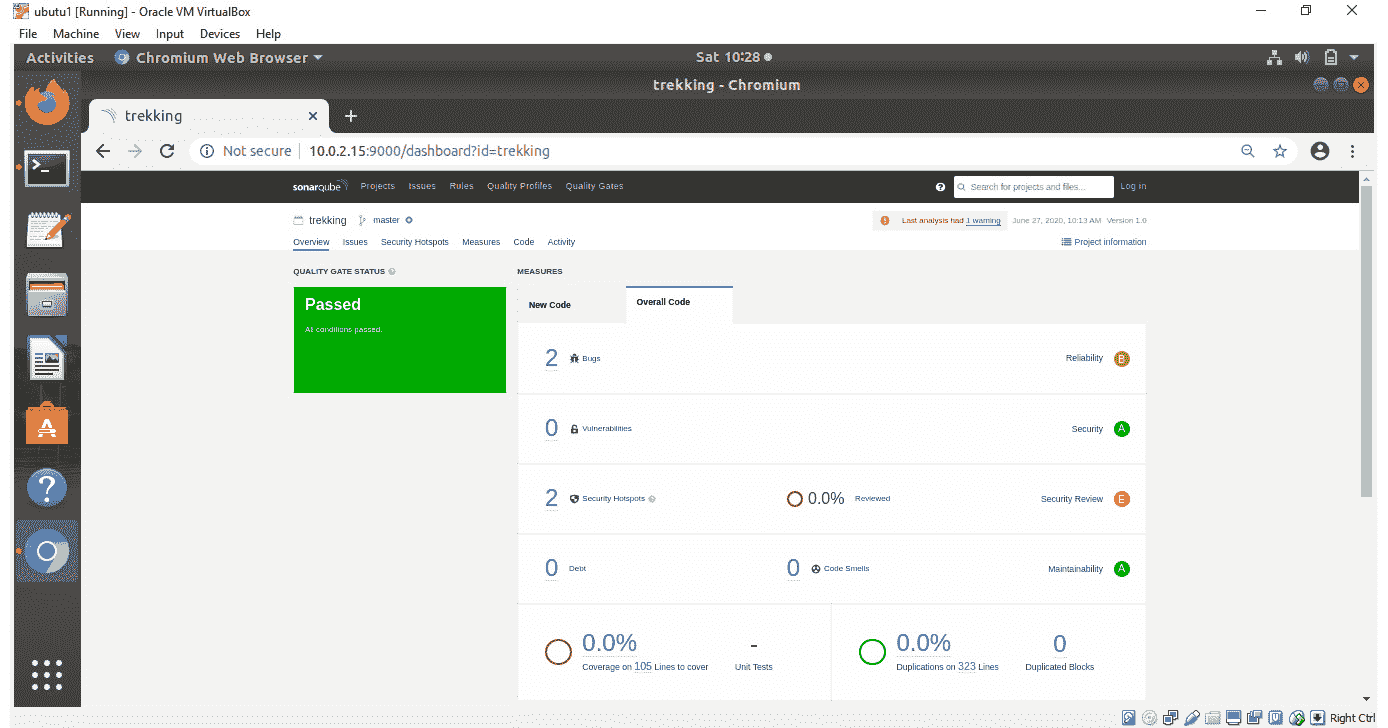 ubutu1 [Running] - Oracle VM VirtualBox
File Machine View Input Devices Help
Activities Chromium Web Browser Sat 10:28
trekking - Chromium
trekking
Not secure 10.0.2.15:9000/dashboard?id=trekking
sonarqube Projects Issues Rules Quality Profiles Quality Gates ? Search for projects and files... Log in
trekking master Last analysis had 1 warning June 27, 2020, 10:13 AM Version 1.0
Overview Issues Security Hotspots Measures Code Activity Project information
QUALITY GATE STATUS ? MEASURES
Passed
All conditions passed.
New Code Overall Code
2 Bugs Reliability B
0 Vulnerabilities Security A
2 Security Hotspots ? 0.0% Reviewed Security Review E
0 Debt 0 Code Smells Maintainability A
0.0% - 0.0% 0
Coverage on 105 Lines to cover Unit Tests Duplications on 323 Lines Duplicated Blocks
Right Ctrl